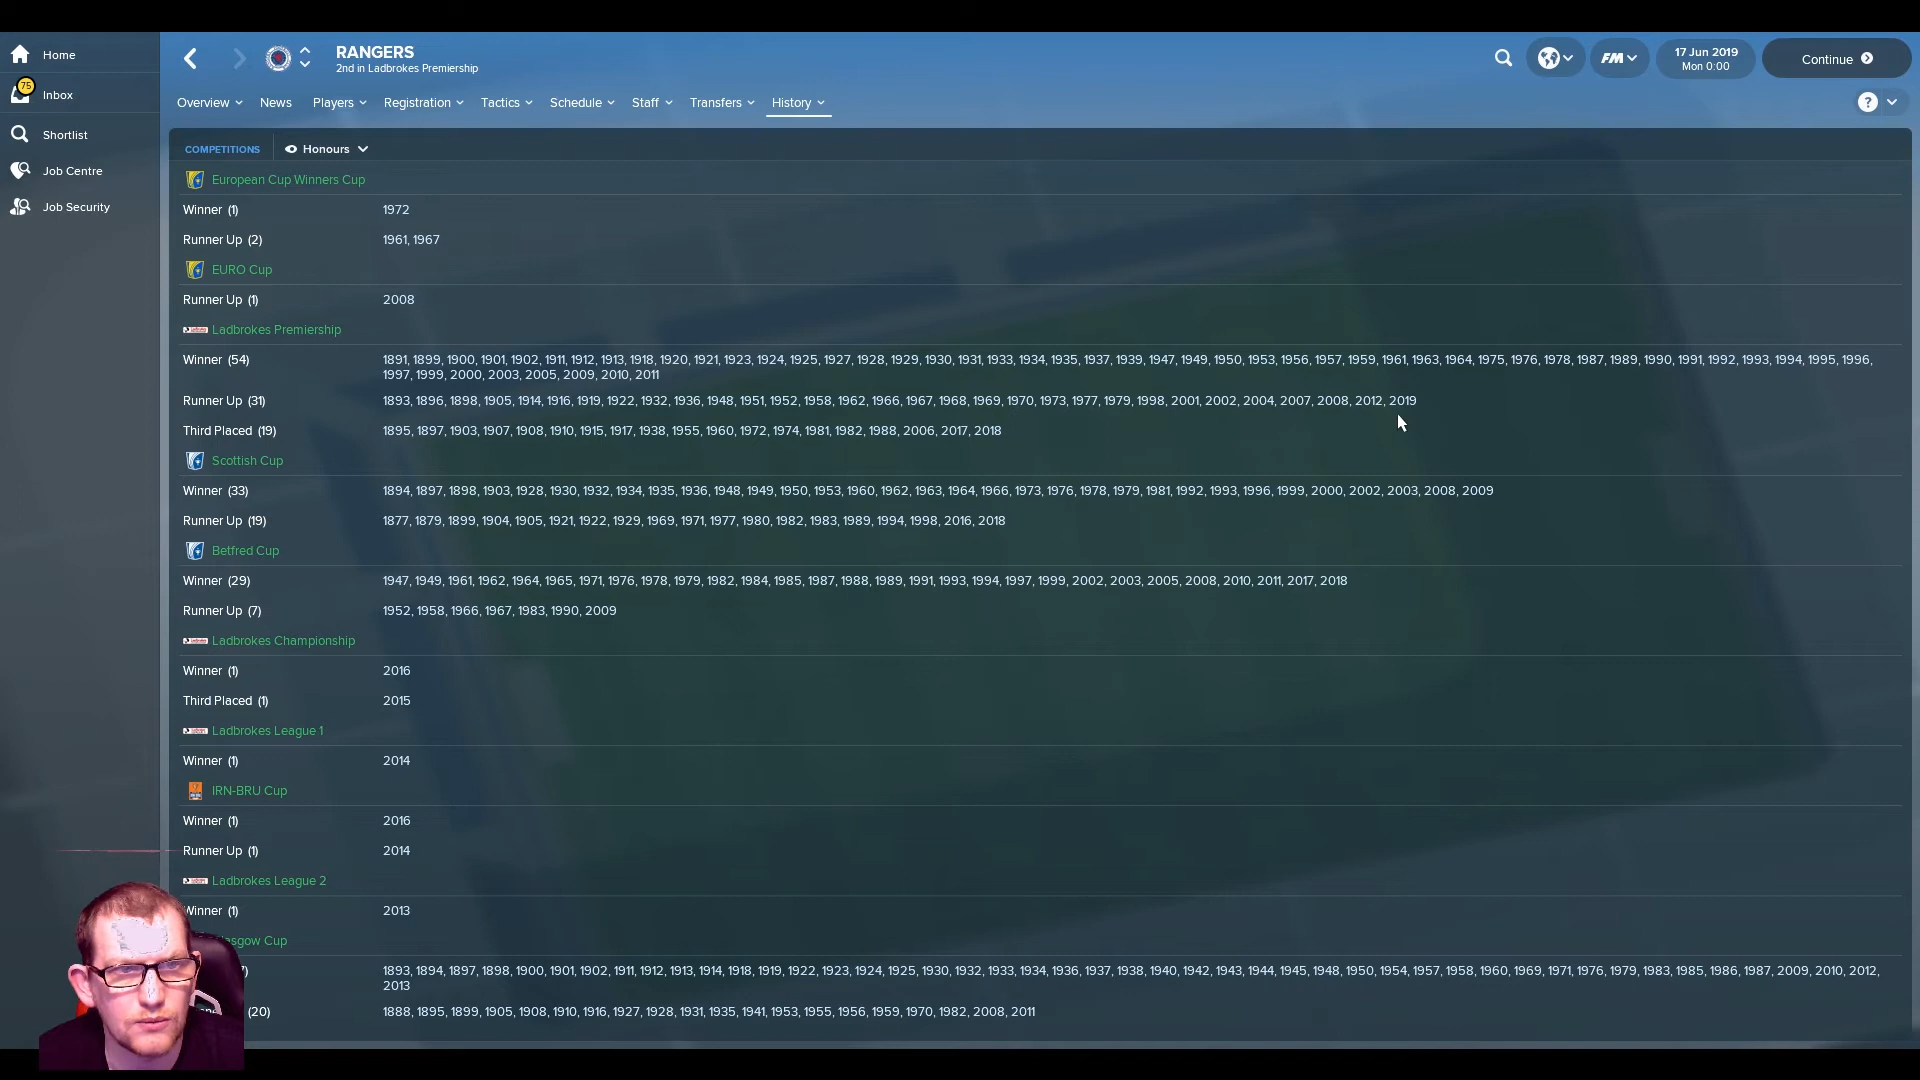 Home
75
Inbox
Shortlist
Job Centre
Job Security
RANGERS
2nd in Ladbrokes Premiership
FM
17 Jun 2019
Mon 0:00
Continue
Overview
News
Players
Registration
Tactics
Schedule
Staff
Transfers
History
?
COMPETITIONS
Honours
European Cup Winners Cup
Winner (1) 1972
Runner Up (2) 1961, 1967
EURO Cup
Runner Up (1) 2008
Ladbrokes Premiership
Winner (54) 1891, 1899, 1900, 1901, 1902, 1911, 1912, 1913, 1918, 1920, 1921, 1923, 1924, 1925, 1927, 1928, 1929, 1930, 1931, 1933, 1934, 1935, 1937, 1939, 1947, 1949, 1950, 1953, 1956, 1957, 1959, 1961, 1963, 1964, 1975, 1976, 1978, 1987, 1989, 1990, 1991, 1992, 1993, 1994, 1995, 1996,
1997, 1999, 2000, 2003, 2005, 2009, 2010, 2011
Runner Up (31) 1893, 1896, 1898, 1905, 1914, 1916, 1919, 1922, 1932, 1936, 1948, 1951, 1952, 1958, 1962, 1966, 1967, 1968, 1969, 1970, 1973, 1977, 1979, 1998, 2001, 2002, 2004, 2007, 2008, 2012, 2019
Third Placed (19) 1895, 1897, 1903, 1907, 1908, 1910, 1915, 1917, 1938, 1955, 1960, 1972, 1974, 1981, 1982, 1988, 2006, 2017, 2018
Scottish Cup
Winner (33) 1894, 1897, 1898, 1903, 1928, 1930, 1932, 1934, 1935, 1936, 1948, 1949, 1950, 1953, 1960, 1962, 1963, 1964, 1966, 1973, 1976, 1978, 1979, 1981, 1992, 1993, 1996, 1999, 2000, 2002, 2003, 2008, 2009
Runner Up (19) 1877, 1879, 1899, 1904, 1905, 1921, 1922, 1929, 1969, 1971, 1977, 1980, 1982, 1983, 1989, 1994, 1998, 2016, 2018
Betfred Cup
Winner (29) 1947, 1949, 1961, 1962, 1964, 1965, 1971, 1976, 1978, 1979, 1982, 1984, 1985, 1987, 1988, 1989, 1991, 1993, 1994, 1997, 1999, 2002, 2003, 2005, 2008, 2010, 2011, 2017, 2018
Runner Up (7) 1952, 1958, 1966, 1967, 1983, 1990, 2009
Ladbrokes Championship
Winner (1) 2016
Third Placed (1) 2015
Ladbrokes League 1
Winner (1) 2014
IRN-BRU Cup
Winner (1) 2016
Runner Up (1) 2014
Ladbrokes League 2
Winner (1) 2013
asgow Cup
7) 1893, 1894, 1897, 1898, 1900, 1901, 1902, 1911, 1912, 1913, 1914, 1918, 1919, 1922, 1923, 1924, 1925, 1930, 1932, 1933, 1934, 1936, 1937, 1938, 1940, 1942, 1943, 1944, 1945, 1948, 1950, 1954, 1957, 1958, 1960, 1969, 1971, 1976, 1979, 1983, 1985, 1986, 1987, 2009, 2010, 2012,
2013
(20) 1888, 1895, 1899, 1905, 1908, 1910, 1916, 1927, 1928, 1931, 1935, 1941, 1953, 1955, 1956, 1959, 1970, 1982, 2008, 2011